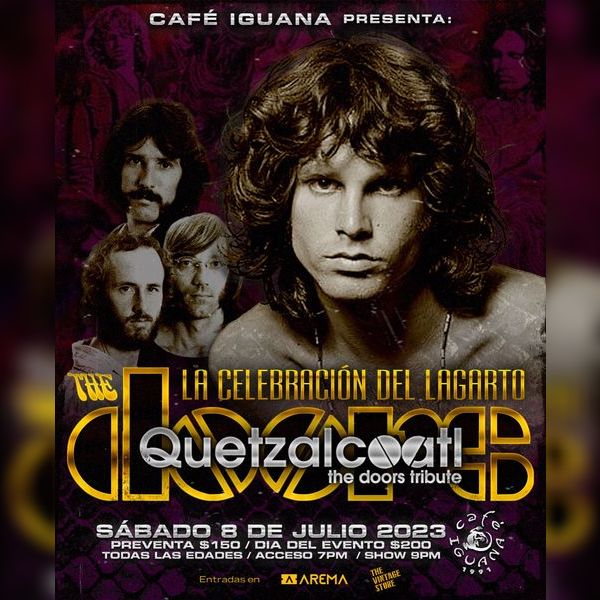 CAFÉ IGUANA PRESENTA:
LA CELEBRACIÓN DEL LAGARTO
THE
doors
Quetzalcoatl
the doors tribute
SÁBADO 8 DE JULIO 2023
PREVENTA $150 / DIA DEL EVENTO $200
TODAS LAS EDADES / ACCESO 7PM / SHOW 9PM
café
IGUANA
1991
Entradas en
AREMA
THE
VINTAGE
STORE